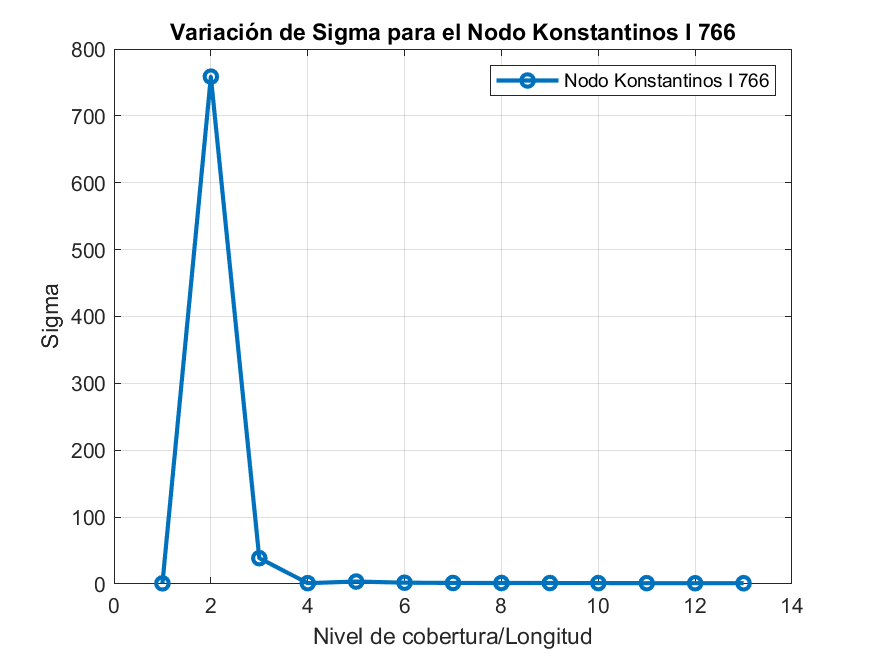 Variación de Sigma para el Nodo Konstantinos I 766
Nodo Konstantinos I 766
800
700
600
500
400
300
200
100
0
Sigma
0 2 4 6 8 10 12 14
Nivel de cobertura/Longitud